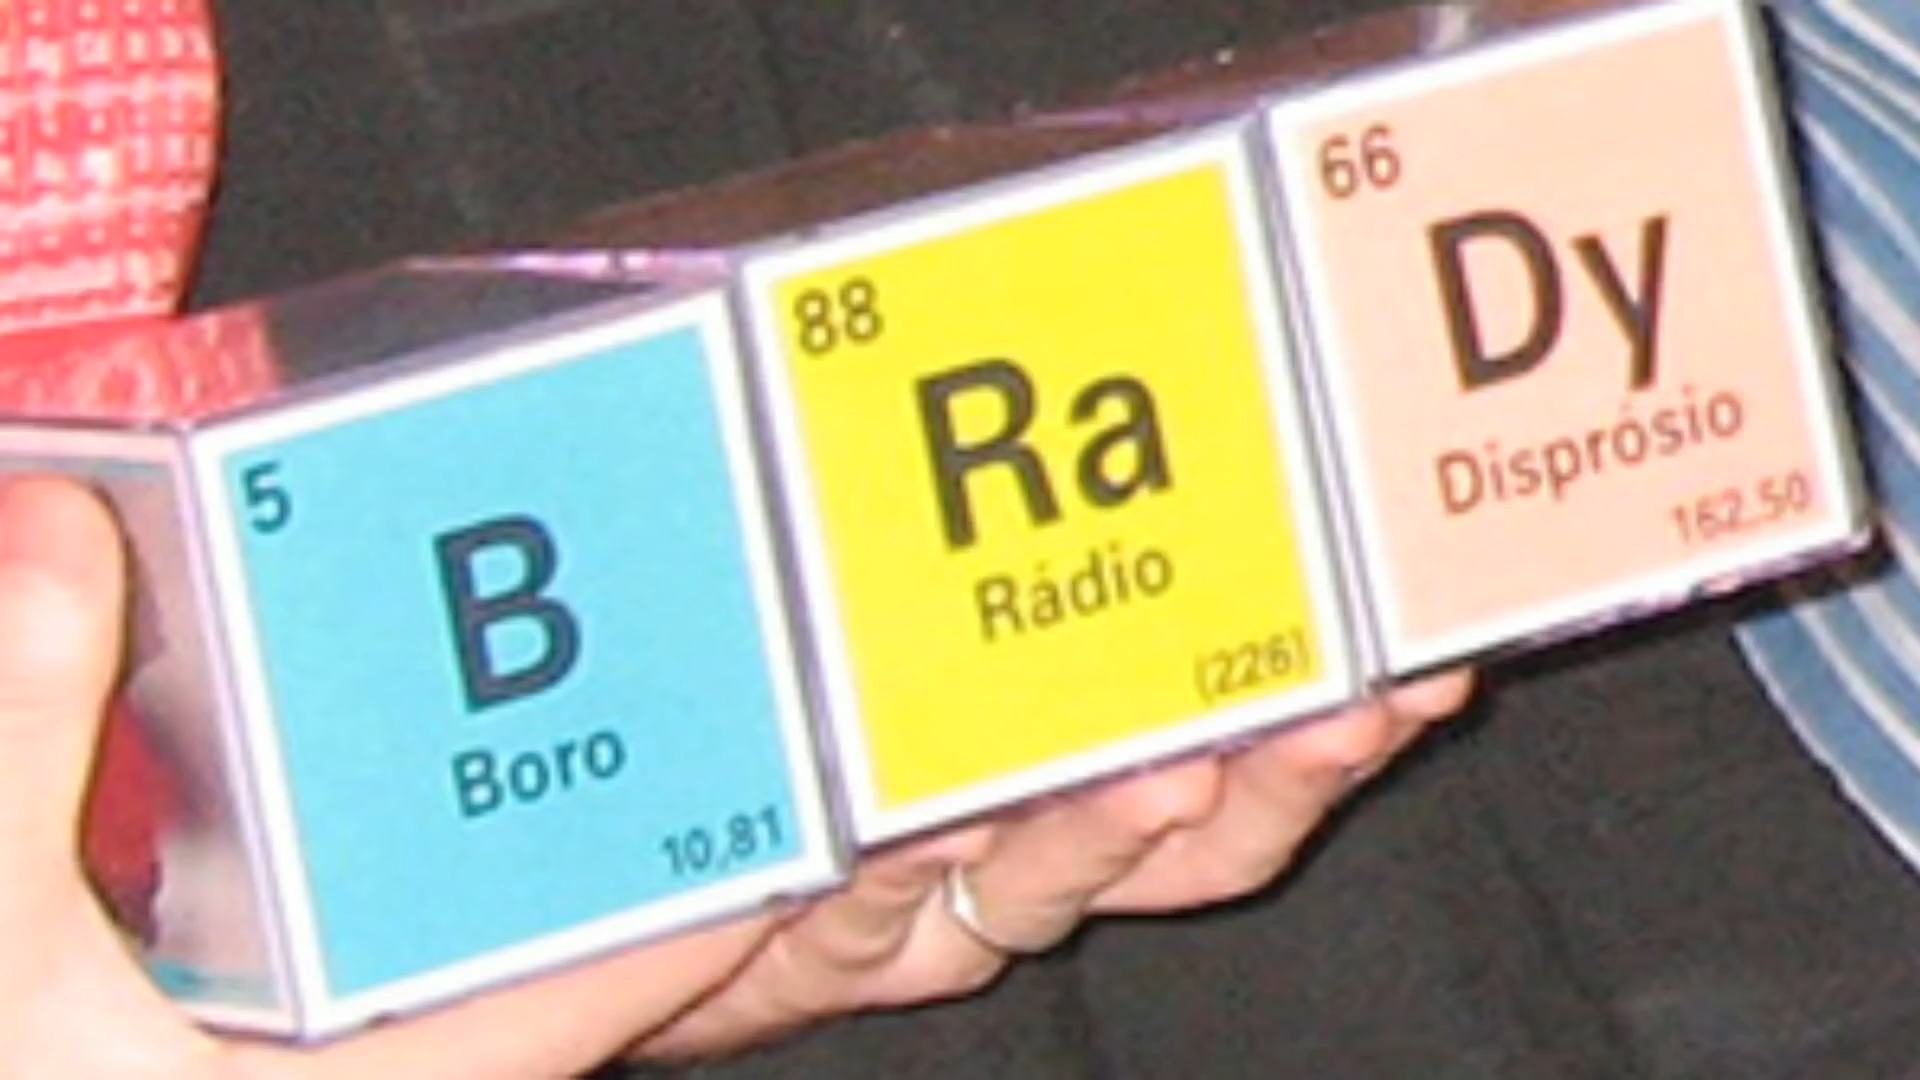 5
B
Boro
10,81
88
Ra
Rádio
(226)
66
Dy
Disprósio
162,50